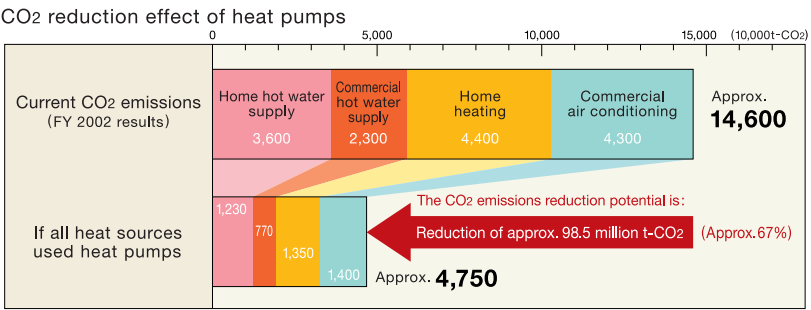 CO2 reduction effect of heat pumps
0 5,000 10,000 15,000 (10,000t-CO2)
Current CO2 emissions
(FY 2002 results)
Home hot water
supply
3,600
Commercial
hot water
supply
2,300
Home
heating
4,400
Commercial
air conditioning
4,300
Approx.
14,600
If all heat sources
used heat pumps
1,230
770
1,350
1,400
Approx. 4,750
The CO2 emissions reduction potential is:
Reduction of approx. 98.5 million t-CO2
(Approx. 67%)